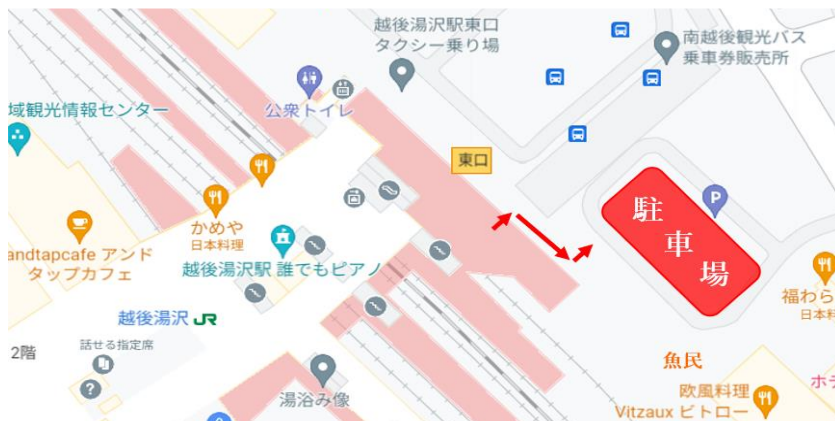 越後湯沢駅東口
タクシー乗り場
南越後観光バス
乗車券販売所
域観光情報センター
公衆トイレ
東口
P
駐
車
場
かめや
日本料理
andtapcafe アンド
タップカフェ
越後湯沢駅 誰でもピアノ
福わら
日本料
越後湯沢 JR
2階
話せる指定席
?
魚民
湯浴み像
欧風料理
Vitzaux ビトロー
ホテ